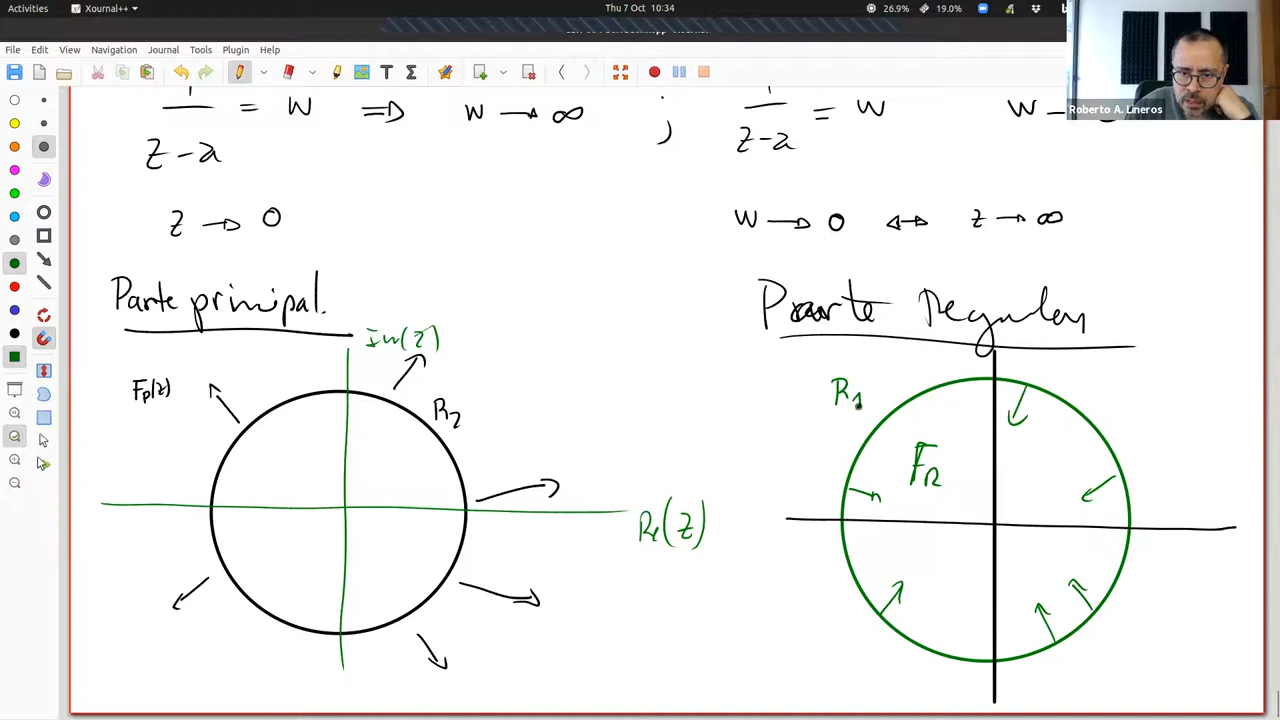 Activities Xournal++ Thu 7 Oct 10:34 26.9% 19.0%
File Edit View Navigation Journal Tools Plugin Help
Roberto A. Lineros
z-a = w => w → ∞ ; z-a = w w →
z → 0
w → 0 ↔ z → ∞
Parte principal.
Parte Regular
Im(z)
Fp(z)
R2
R1
FR
Re(z)